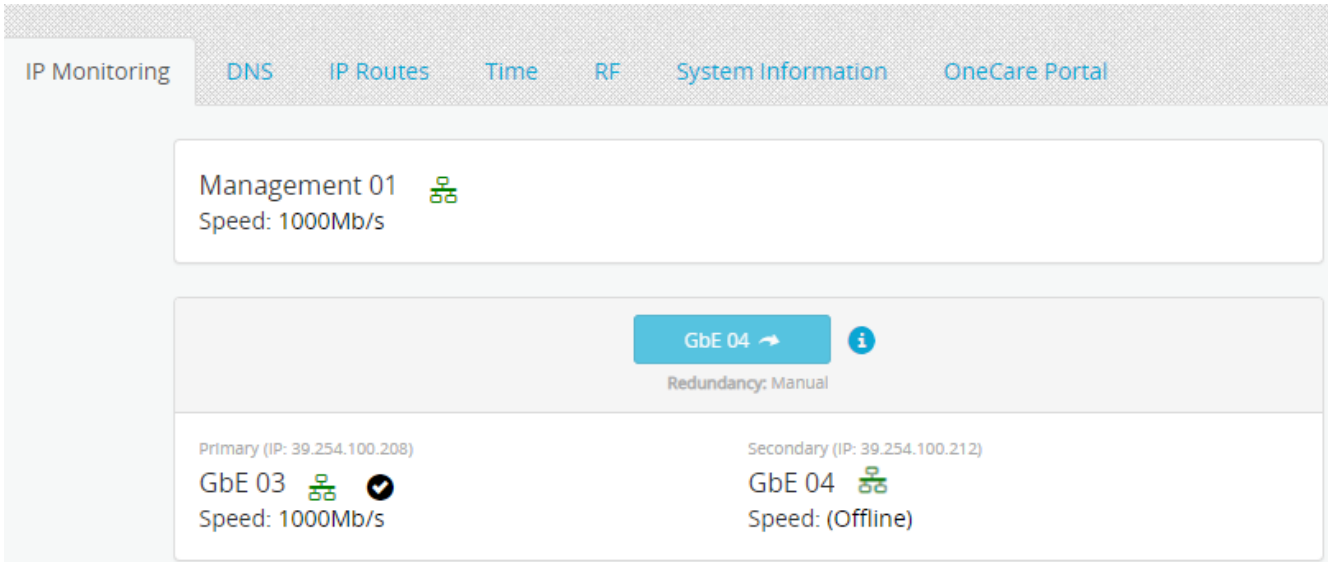 IP Monitoring DNS IP Routes Time RF System Information OneCare Portal
Management 01
Speed: 1000Mb/s
GbE 04
Redundancy: Manual
Primary (IP: 39.254.100.208)
GbE 03
Speed: 1000Mb/s
Secondary (IP: 39.254.100.212)
GbE 04
Speed: (Offline)